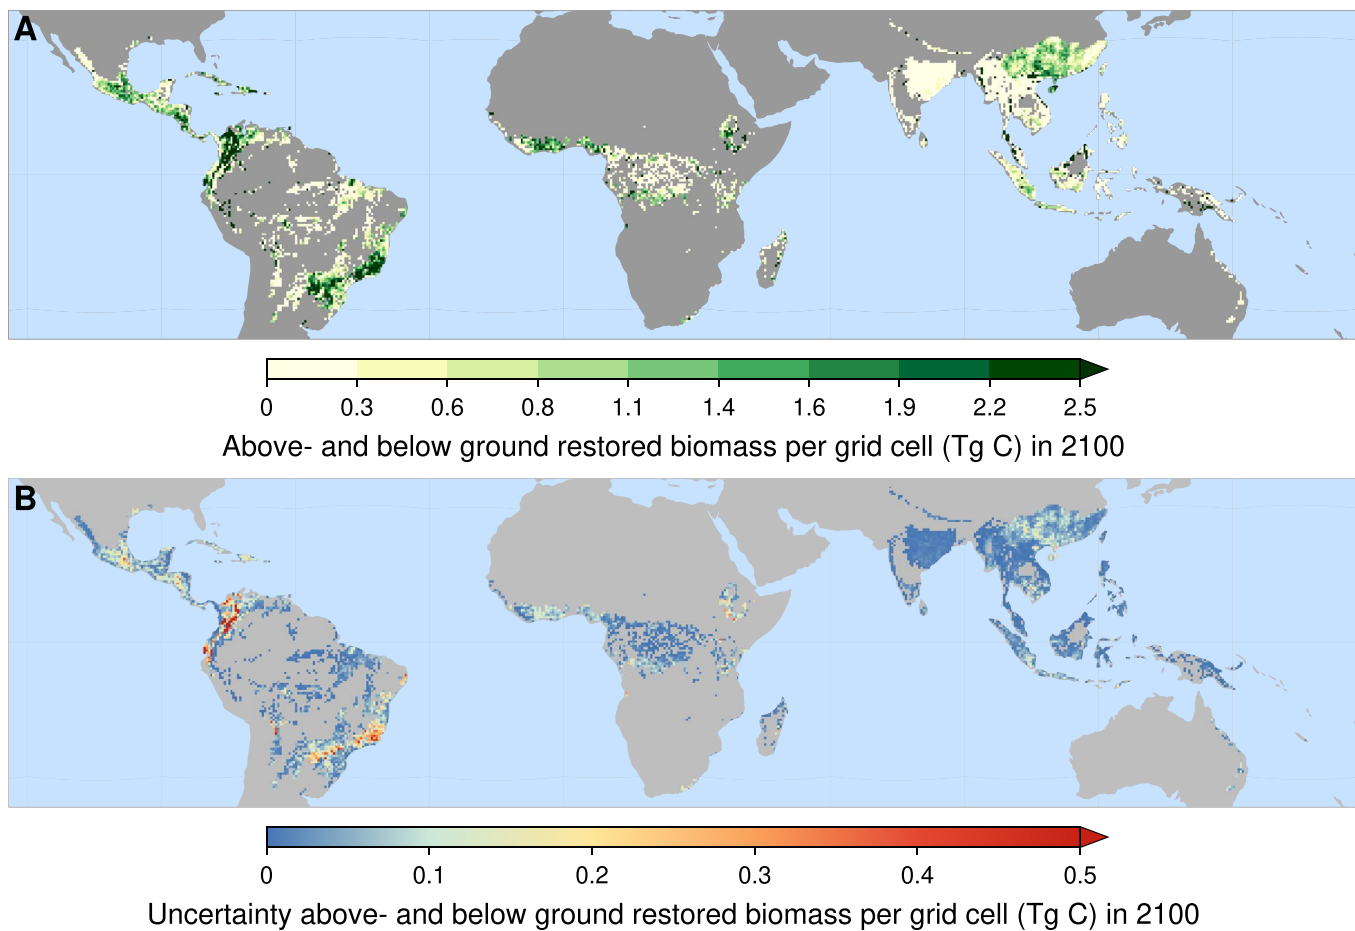 A
0 0.3 0.6 0.8 1.1 1.4 1.6 1.9 2.2 2.5
Above- and below ground restored biomass per grid cell (Tg C) in 2100
B
0 0.1 0.2 0.3 0.4 0.5
Uncertainty above- and below ground restored biomass per grid cell (Tg C) in 2100